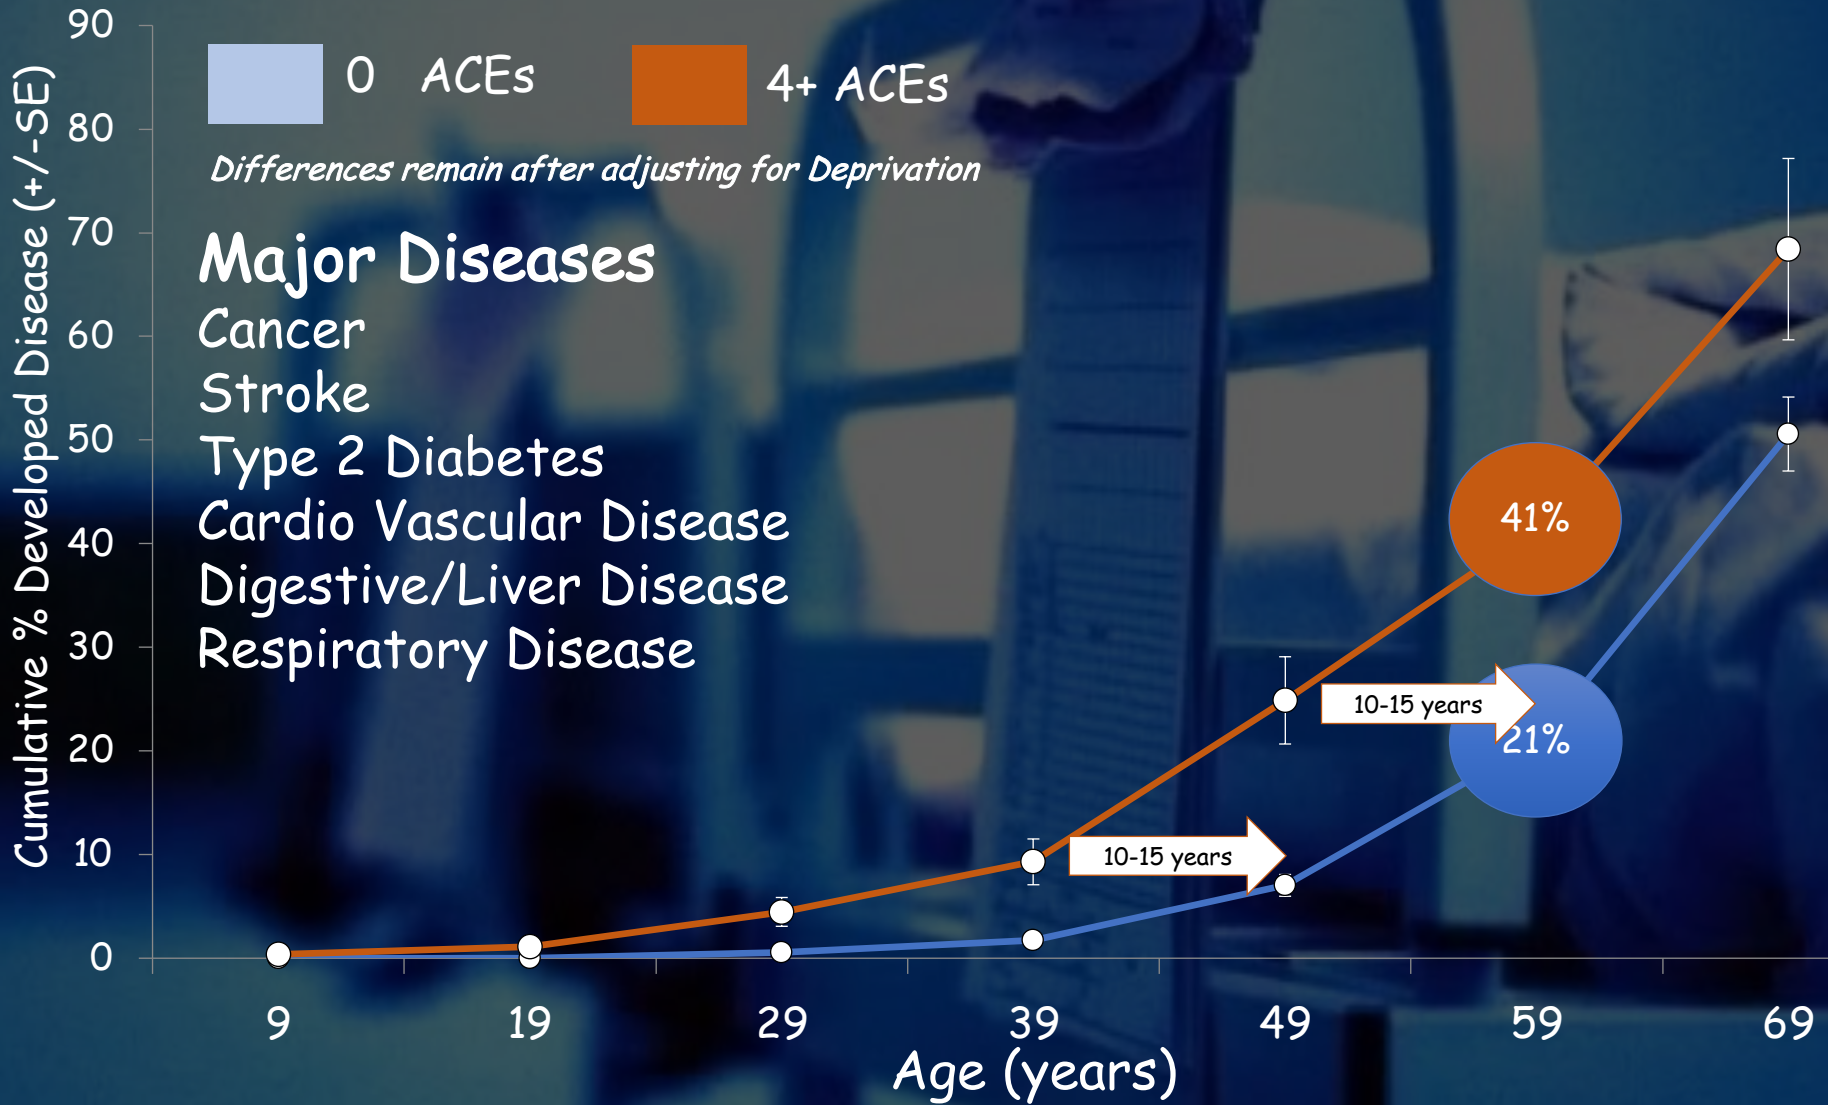 Cumulative % Developed Disease (+/-SE)
90
80
70
60
50
40
30
20
10
0
0 ACEs
4+ ACEs
Differences remain after adjusting for Deprivation
Major Diseases
Cancer
Stroke
Type 2 Diabetes
Cardio Vascular Disease
Digestive/Liver Disease
Respiratory Disease
41%
10-15 years
21%
10-15 years
9 19 29 39 49 59 69
Age (years)